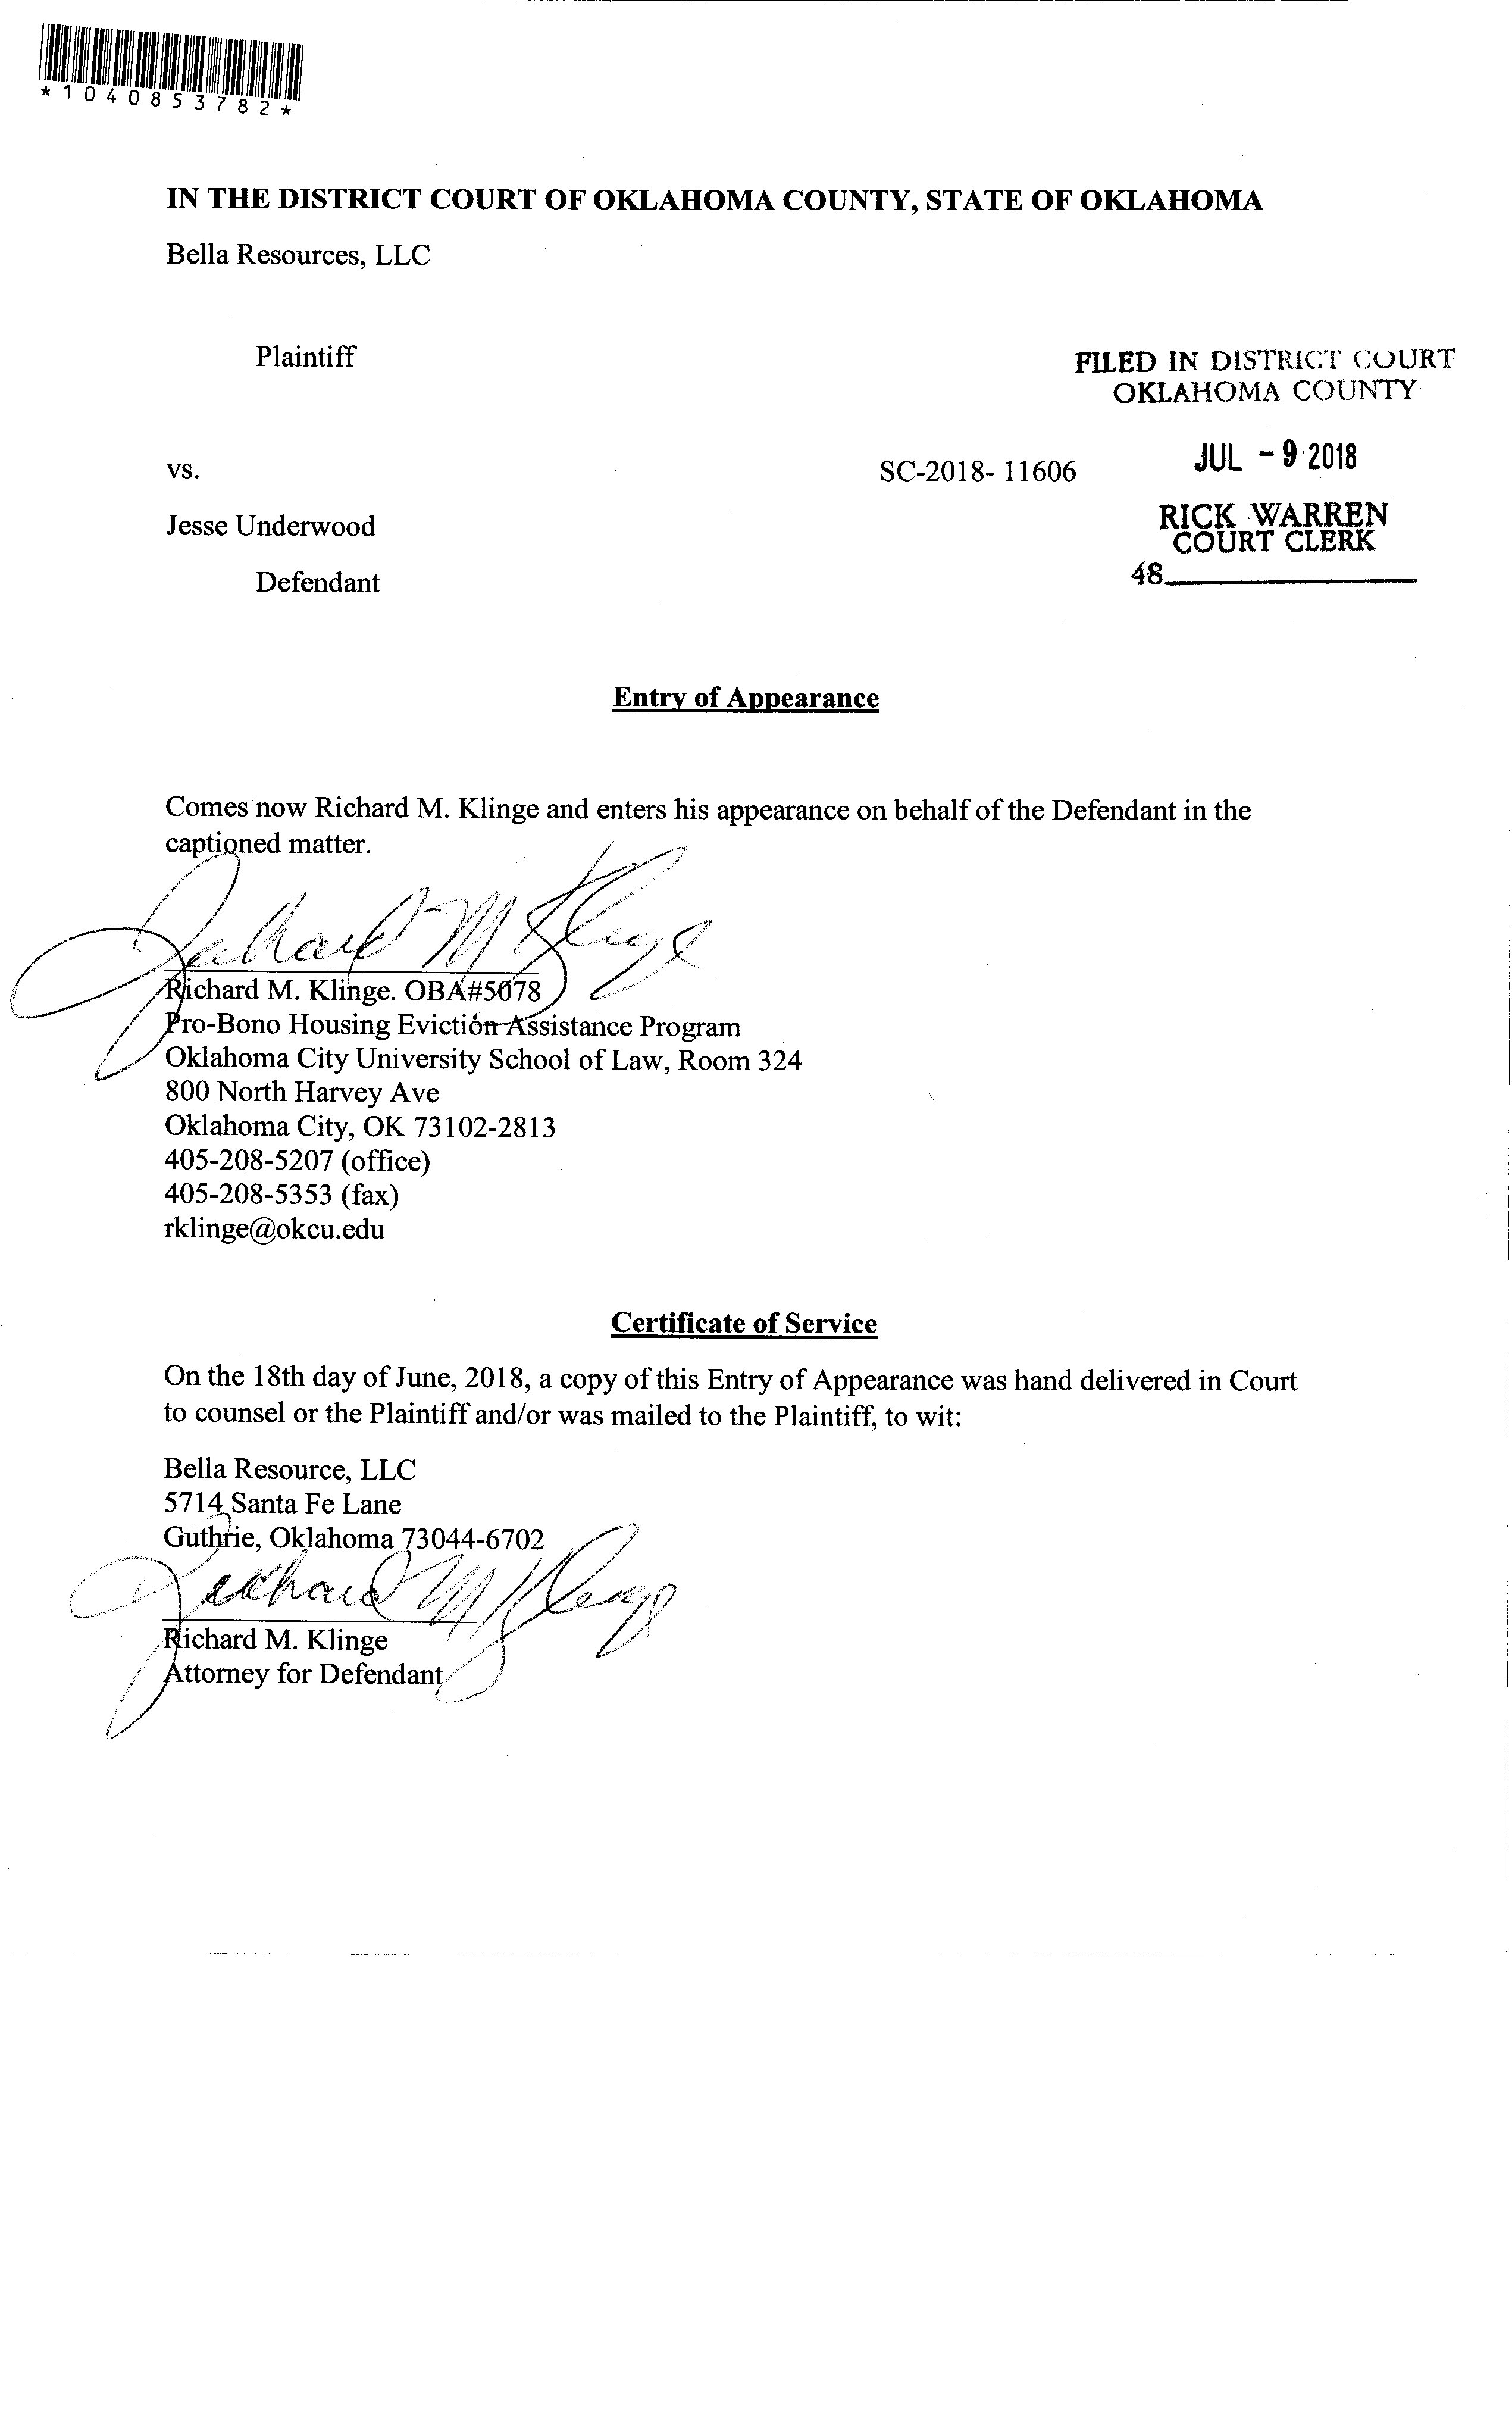 *1040853782*
IN THE DISTRICT COURT OF OKLAHOMA COUNTY, STATE OF OKLAHOMA
Bella Resources, LLC
Plaintiff
FILED IN DISTRICT COURT
OKLAHOMA COUNTY
JUL - 9 2018
vs.
SC-2018- 11606
RICK WARREN
COURT CLERK
Jesse Underwood
48
Defendant
Entry of Appearance
Comes now Richard M. Klinge and enters his appearance on behalf of the Defendant in the
captioned matter.
Richard M Klinge
Richard M. Klinge. OBA#5078
Pro-Bono Housing Eviction Assistance Program
Oklahoma City University School of Law, Room 324
800 North Harvey Ave
Oklahoma City, OK 73102-2813
405-208-5207 (office)
405-208-5353 (fax)
rklinge@okcu.edu
Certificate of Service
On the 18th day of June, 2018, a copy of this Entry of Appearance was hand delivered in Court
to counsel or the Plaintiff and/or was mailed to the Plaintiff, to wit:
Bella Resource, LLC
5714 Santa Fe Lane
Guthrie, Oklahoma 73044-6702
Richard M Klinge
Richard M. Klinge
Attorney for Defendant